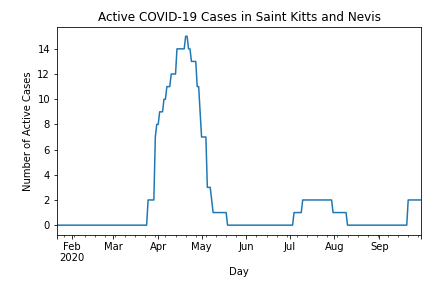 Active COVID-19 Cases in Saint Kitts and Nevis
14
12
10
8
6
4
2
0
Number of Active Cases
Feb Mar Apr May Jun Jul Aug Sep
2020
Day